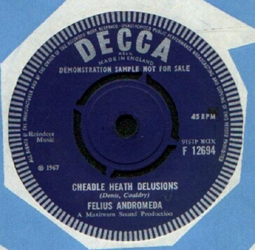 DECCA
MADE IN ENGLAND
DEMONSTRATION SAMPLE NOT FOR SALE
45 RPM
Reindeer
Music
F 12694
℗ 1967
CHEADLE HEATH DELUSIONS
(Denis, Couldry)
FELIUS ANDROMEDA
A Maximum Sound Production